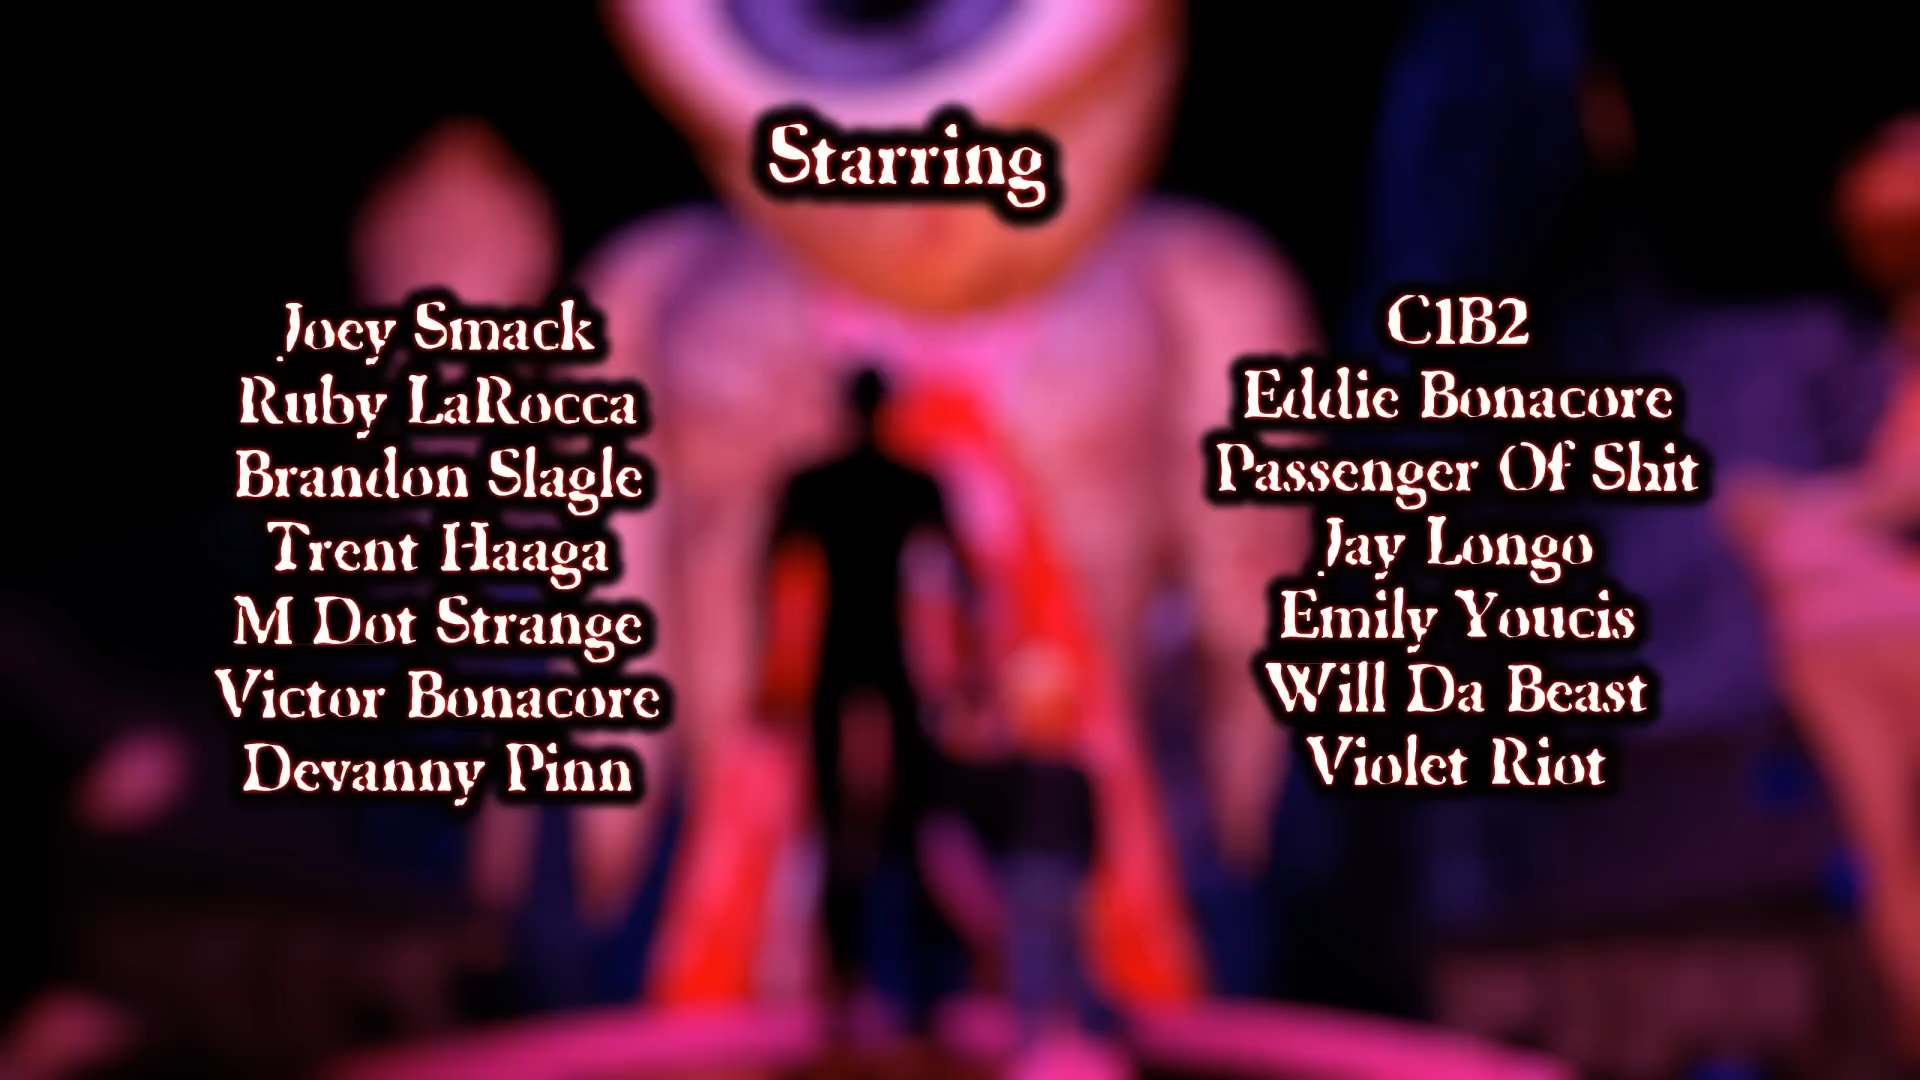 Starring
Joey Smack
Ruby LaRocca
Brandon Slagle
Trent Haaga
M Dot Strange
Victor Bonacore
Devanny Pinn
C1B2
Eddie Bonacore
Passenger Of Shit
Jay Longo
Emily Youcis
Will Da Beast
Violet Riot